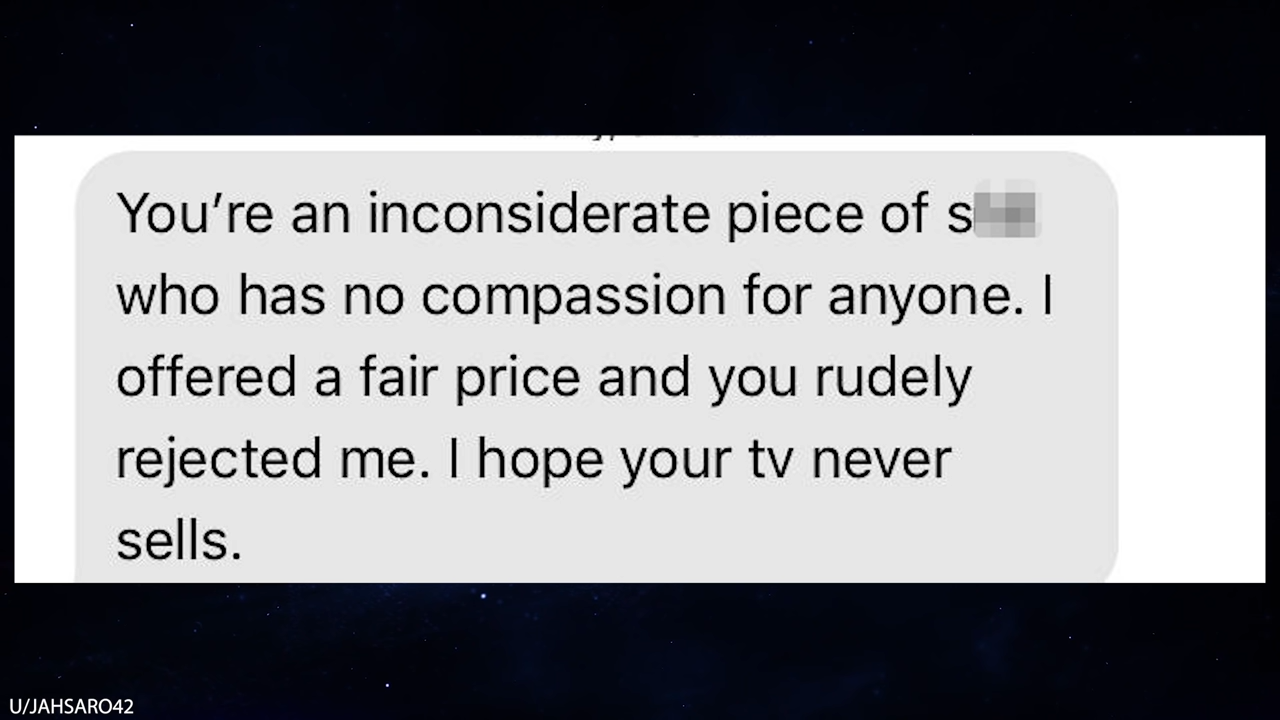 You're an inconsiderate piece of s
who has no compassion for anyone. I
offered a fair price and you rudely
rejected me. I hope your tv never
sells.
U/JAHSARO42